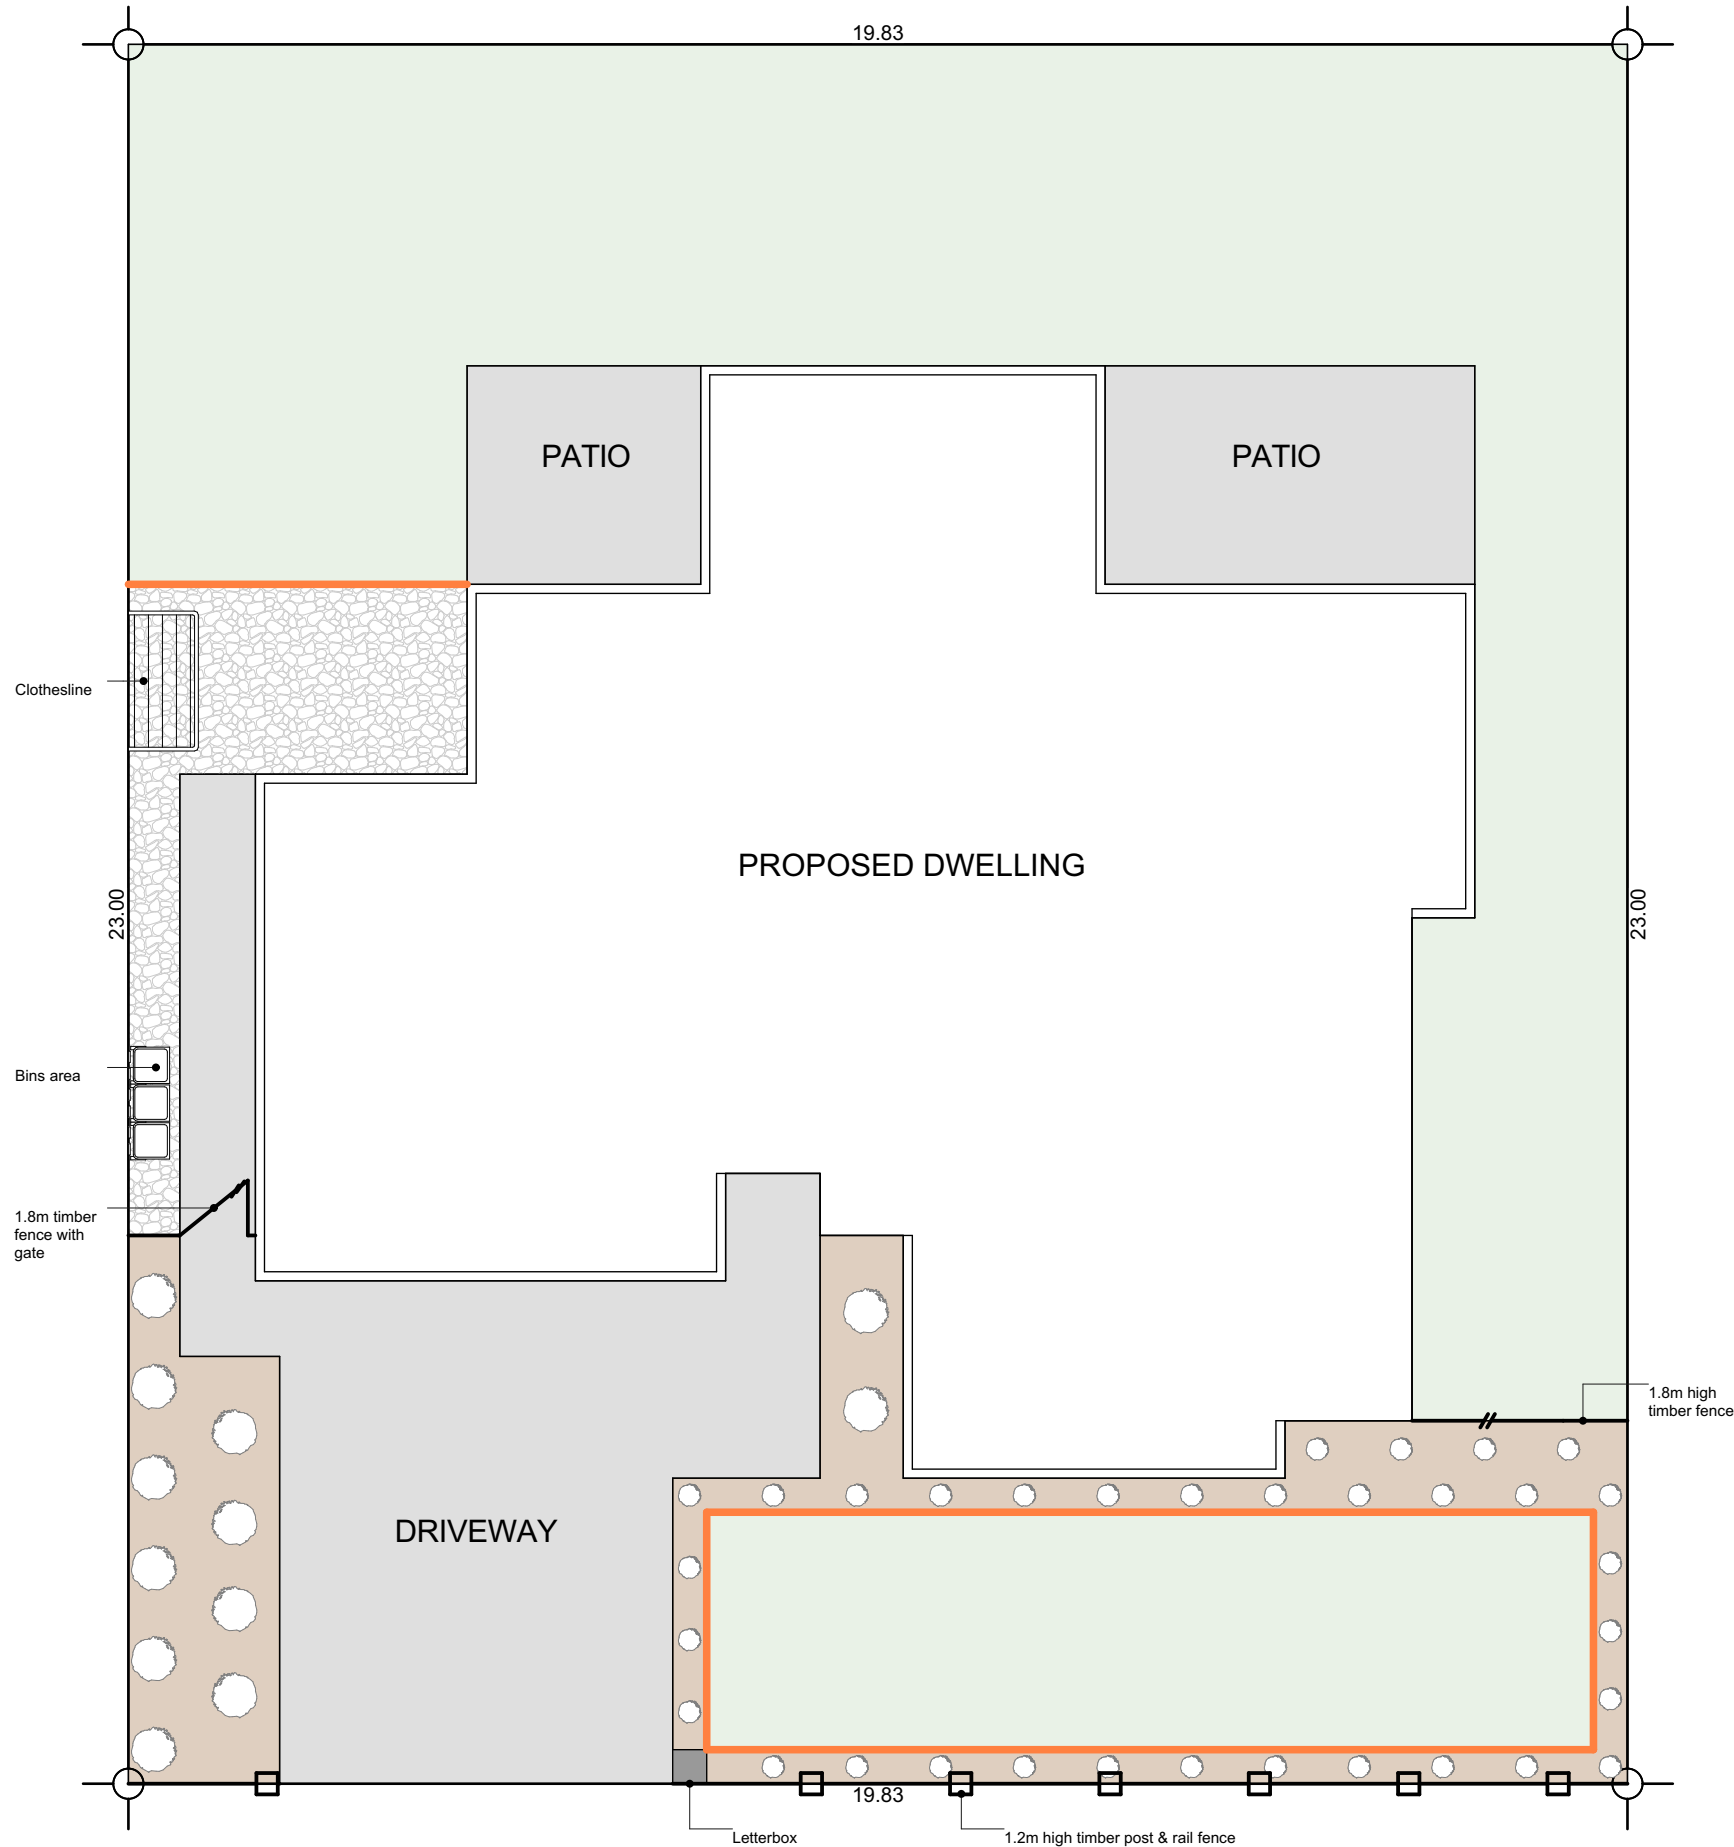 19.83
PATIO
PATIO
Clothesline
PROPOSED DWELLING
23.00
23.00
Bins area
1.8m timber
fence with
gate
1.8m high
timber fence
DRIVEWAY
19.83
Letterbox
1.2m high timber post & rail fence